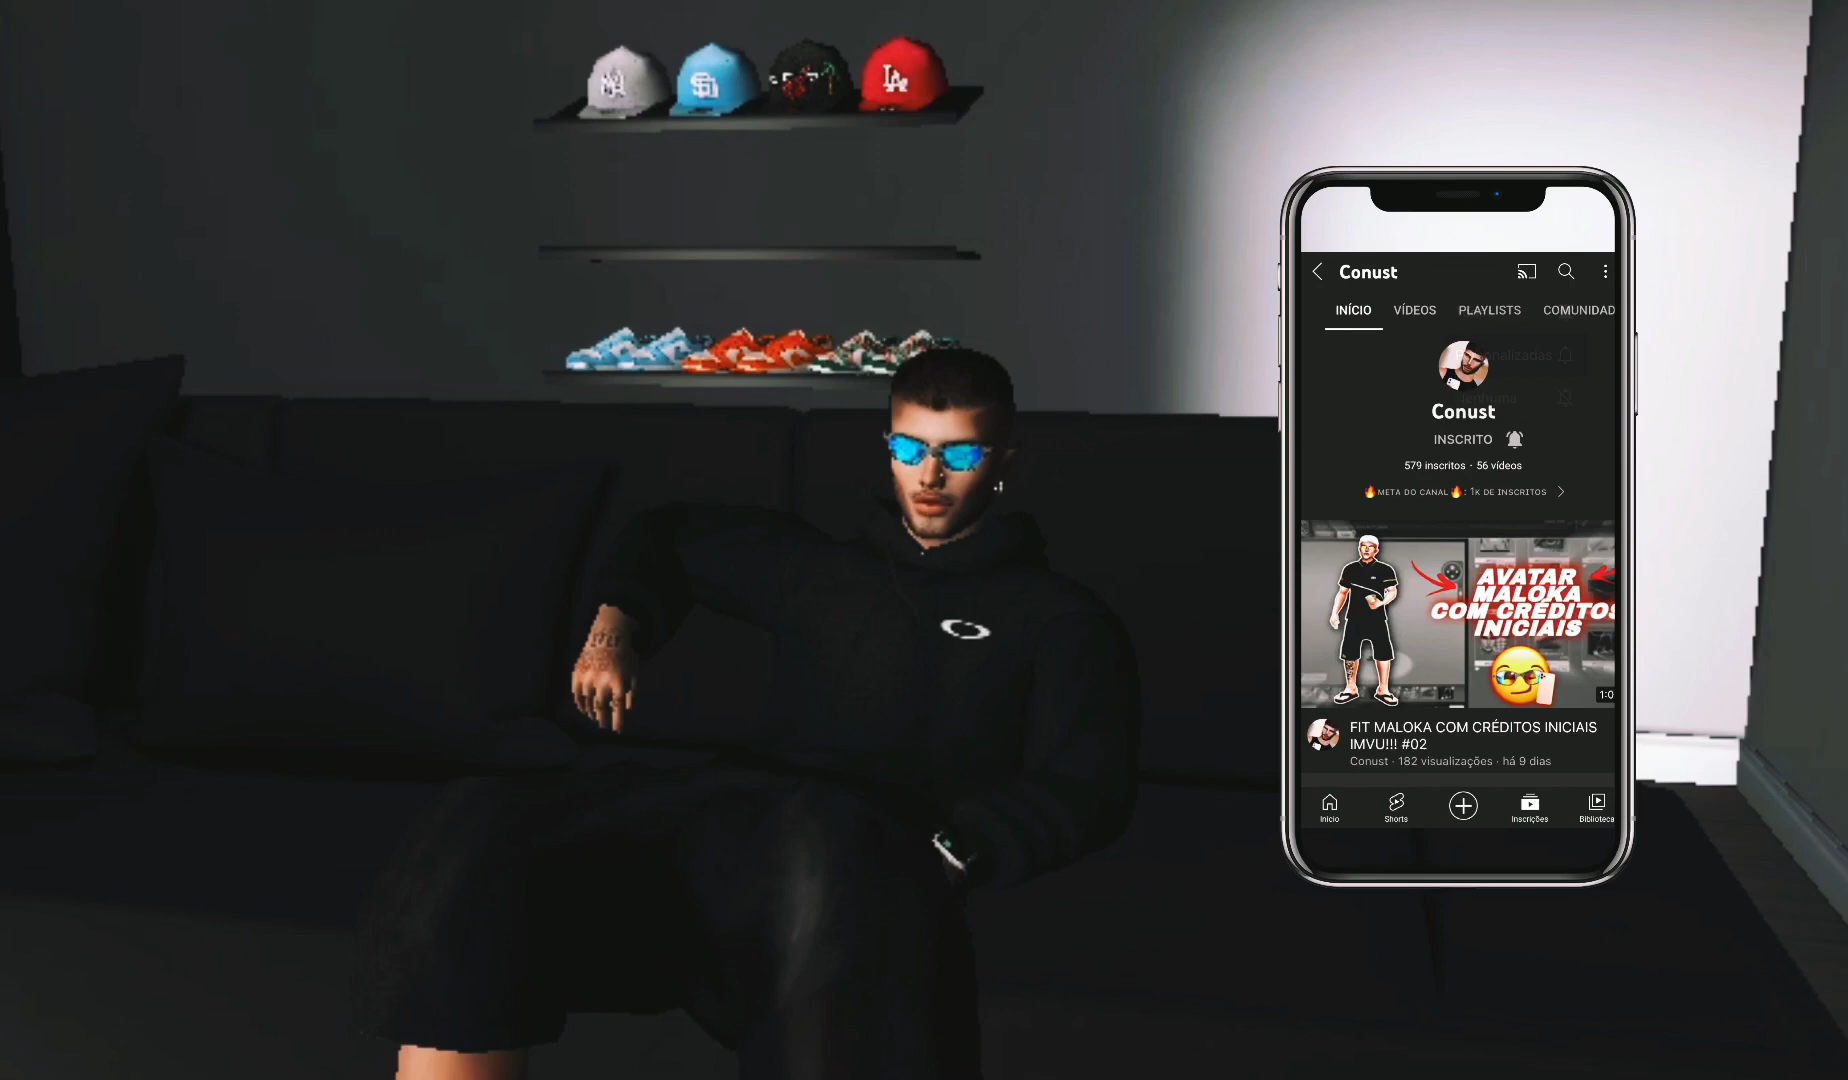 SD
LA
Conust
INÍCIO VÍDEOS PLAYLISTS COMUNIDAD
Conust
INSCRITO
579 inscritos · 56 vídeos
🔥META DO CANAL🔥: 1K DE INSCRITOS
AVATAR
MALOKA
COM CRÉDITOS
INICIAIS
1:0
FIT MALOKA COM CRÉDITOS INICIAIS
IMVU!!! #02
Conust · 182 visualizações · há 9 dias
Início Shorts Inscrições Biblioteca